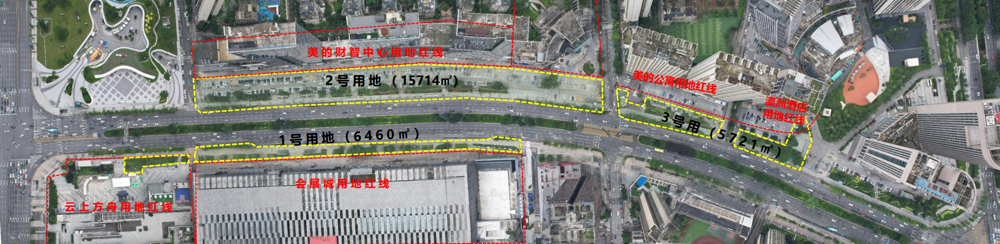 美的财智中心用地红线
2号用地（15714㎡）
美的公寓用地红线
瀛洲酒店
用地红线
3号用（5721㎡）
1号用地（6460㎡）
会展城用地红线
云上方舟用地红线